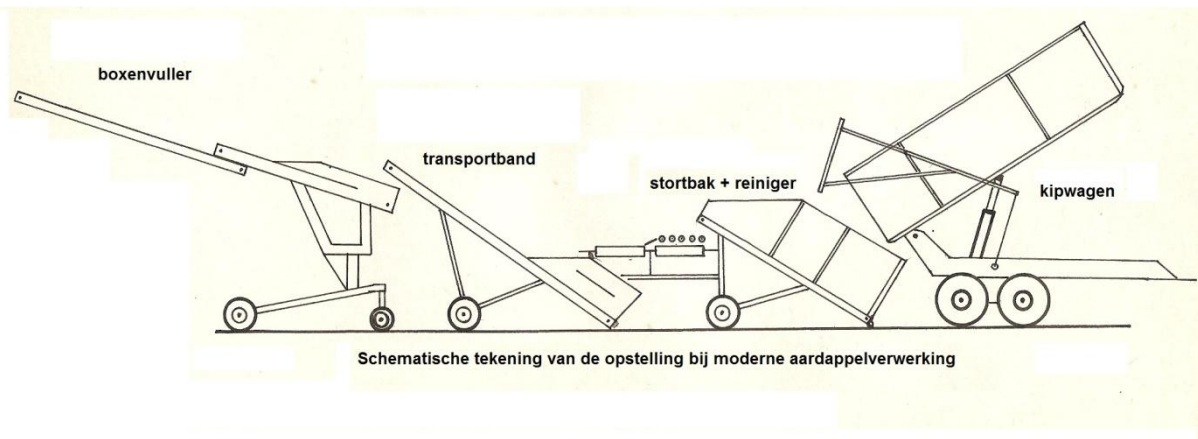 boxenvuller
transportband
stortbak + reiniger
kipwagen
Schematische tekening van de opstelling bij moderne aardappelverwerking